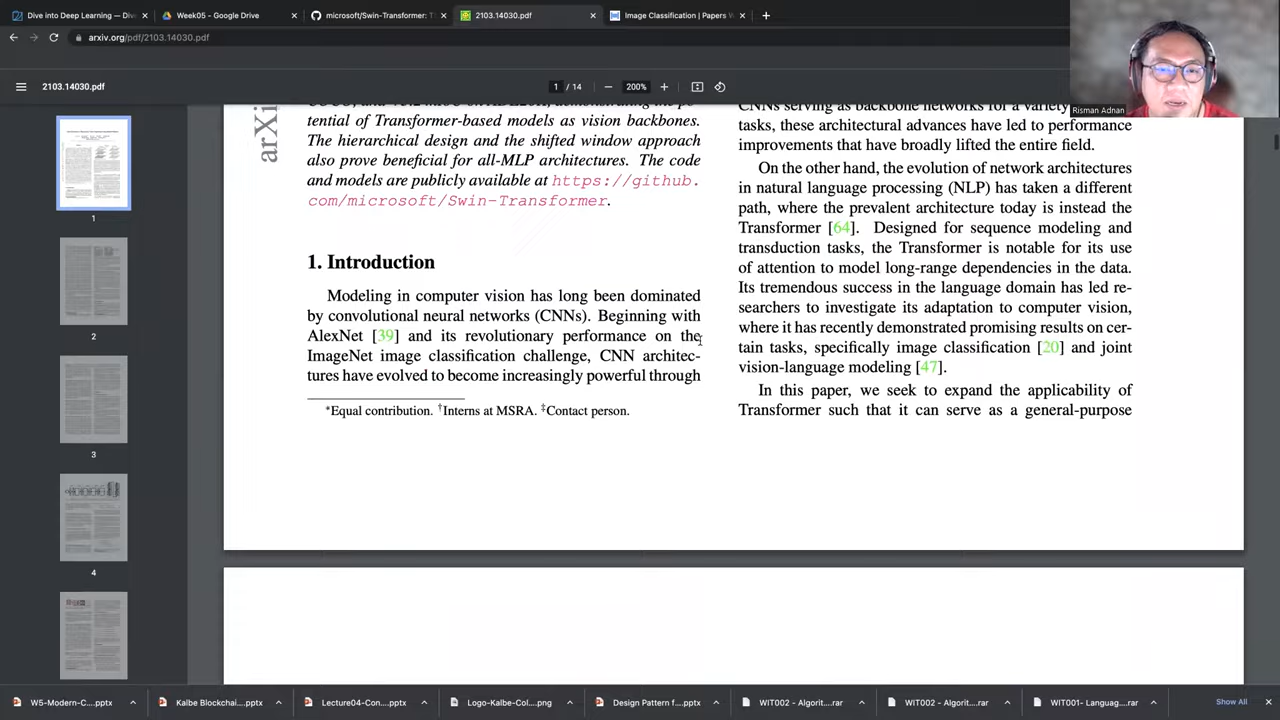 Dive into Deep Learning — Dive
Week05 - Google Drive
microsoft/Swin-Transformer: T
2103.14030.pdf
Image Classification | Papers W
arxiv.org/pdf/2103.14030.pdf
Risman Adnan
2103.14030.pdf
1 / 14
200%
tential of Transformer-based models as vision backbones.
The hierarchical design and the shifted window approach
also prove beneficial for all-MLP architectures. The code
and models are publicly available at https://github.
com/microsoft/Swin-Transformer.
1. Introduction
Modeling in computer vision has long been dominated
by convolutional neural networks (CNNs). Beginning with
AlexNet [39] and its revolutionary performance on the
ImageNet image classification challenge, CNN architec-
tures have evolved to become increasingly powerful through
*Equal contribution. †Interns at MSRA. ‡Contact person.
arXi
CNNs serving as backbone networks for a variety
tasks, these architectural advances have led to performance
improvements that have broadly lifted the entire field.
On the other hand, the evolution of network architectures
in natural language processing (NLP) has taken a different
path, where the prevalent architecture today is instead the
Transformer [64]. Designed for sequence modeling and
transduction tasks, the Transformer is notable for its use
of attention to model long-range dependencies in the data.
Its tremendous success in the language domain has led re-
searchers to investigate its adaptation to computer vision,
where it has recently demonstrated promising results on cer-
tain tasks, specifically image classification [20] and joint
vision-language modeling [47].
In this paper, we seek to expand the applicability of
Transformer such that it can serve as a general-purpose
1
2
3
4
W5-Modern-C....pptx
Kalbe Blockchai....pptx
Lecture04-Con....pptx
Logo-Kalbe-Col....png
Design Pattern f....pptx
WIT002 - Algorit....rar
WIT002 - Algorit....rar
WIT001- Languag....rar
Show All